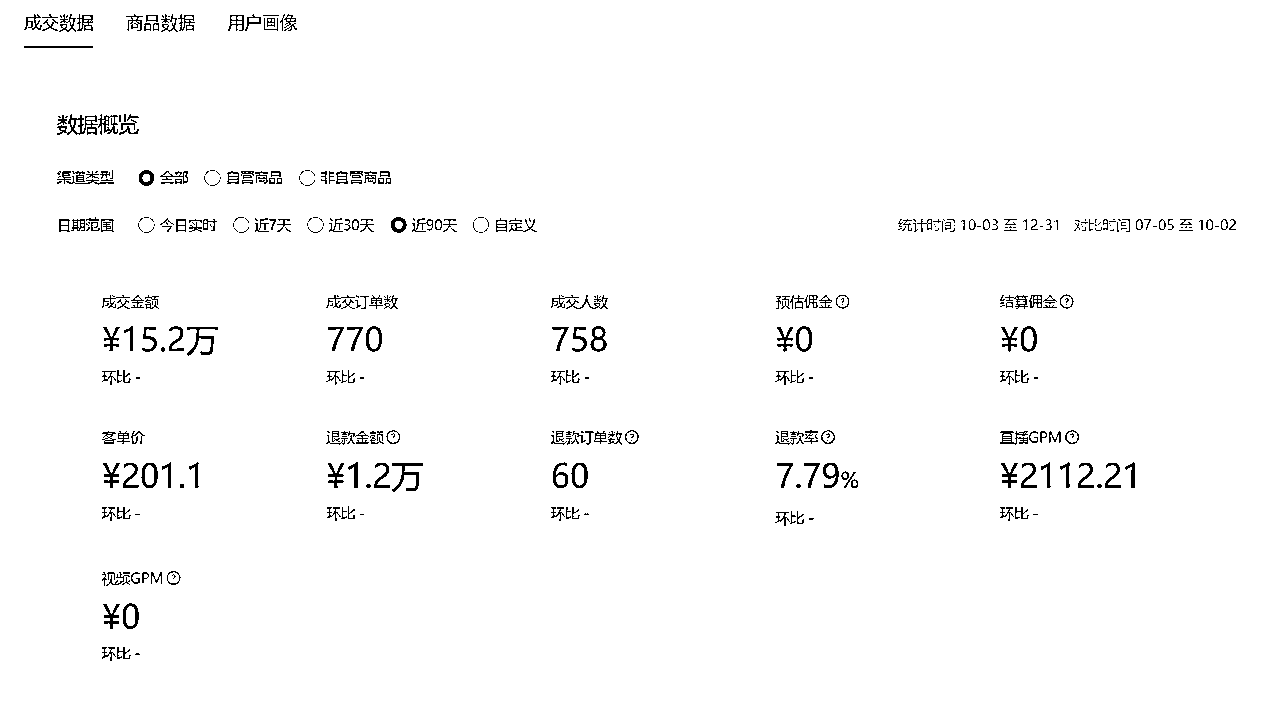 成交数据 商品数据 用户画像
数据概览
渠道类型 全部 自营商品 非自营商品
日期范围 今日实时 近7天 近30天 近90天 自定义 统计时间 10-03 至 12-31 对比时间 07-05 至 10-02
成交金额 成交订单数 成交人数 预估佣金 结算佣金
¥15.2万 770 758 ¥0 ¥0
环比 - 环比 - 环比 - 环比 - 环比 -
客单价 退款金额 退款订单数 退款率 直播GPM
¥201.1 ¥1.2万 60 7.79% ¥2112.21
环比 - 环比 - 环比 - 环比 - 环比 -
视频GPM
¥0
环比 -